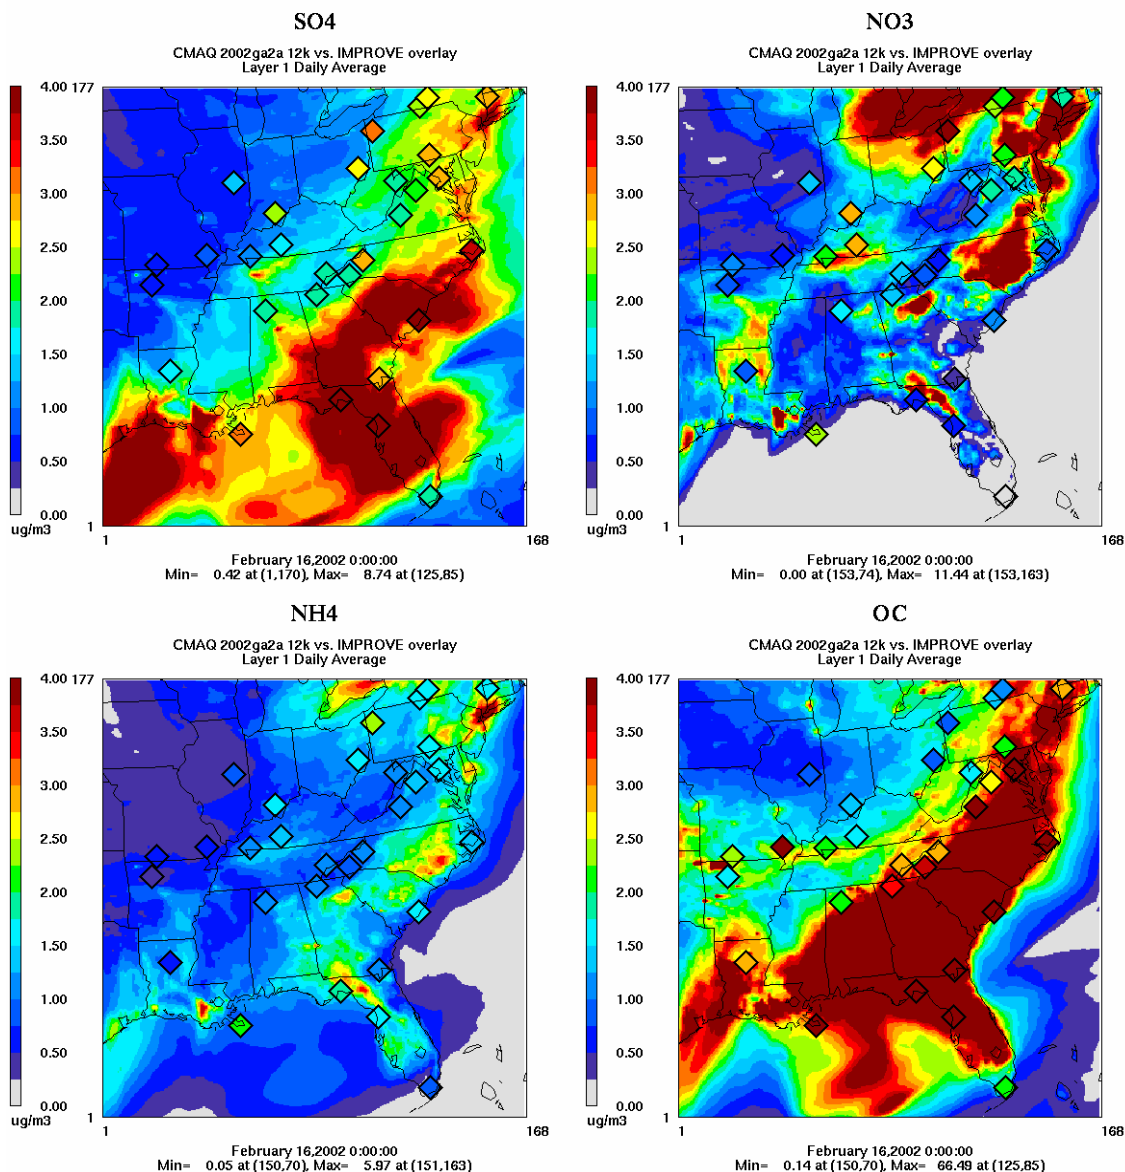 SO4
CMAQ 2002ga2a 12k vs. IMPROVE overlay
Layer 1 Daily Average
4.00 177
3.50
3.00
2.50
2.00
1.50
1.00
0.50
0.00
ug/m3
1
1
168
February 16,2002 0:00:00
Min= 0.42 at (1,170), Max= 8.74 at (125,85)
NO3
CMAQ 2002ga2a 12k vs. IMPROVE overlay
Layer 1 Daily Average
4.00 177
3.50
3.00
2.50
2.00
1.50
1.00
0.50
0.00
ug/m3
1
1
168
February 16,2002 0:00:00
Min= 0.00 at (153,74), Max= 11.44 at (153,163)
NH4
CMAQ 2002ga2a 12k vs. IMPROVE overlay
Layer 1 Daily Average
4.00 177
3.50
3.00
2.50
2.00
1.50
1.00
0.50
0.00
ug/m3
1
1
168
February 16,2002 0:00:00
Min= 0.05 at (150,70), Max= 5.97 at (151,163)
OC
CMAQ 2002ga2a 12k vs. IMPROVE overlay
Layer 1 Daily Average
4.00 177
3.50
3.00
2.50
2.00
1.50
1.00
0.50
0.00
ug/m3
1
1
168
February 16,2002 0:00:00
Min= 0.14 at (150,70), Max= 66.49 at (125,85)